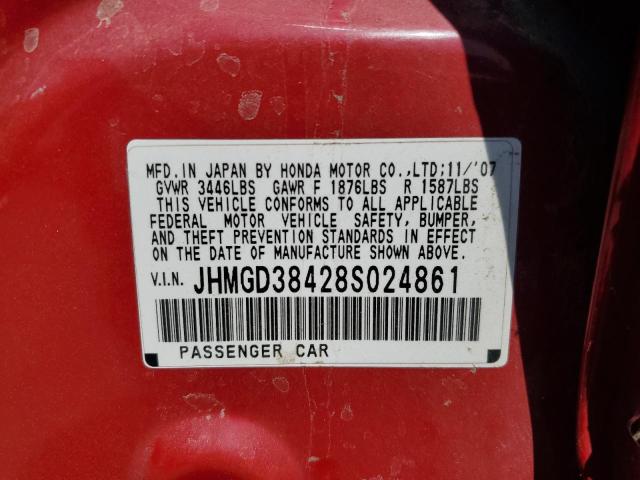 MFD. IN JAPAN BY HONDA MOTOR CO.,LTD;11/'07
GVWR 3446LBS GAWR F 1876LBS R 1587LBS
THIS VEHICLE CONFORMS TO ALL APPLICABLE
FEDERAL MOTOR VEHICLE SAFETY, BUMPER,
AND THEFT PREVENTION STANDARDS IN EFFECT
ON THE DATE OF MANUFACTURE SHOWN ABOVE.
V.I.N. JHMGD38428S024861
PASSENGER CAR